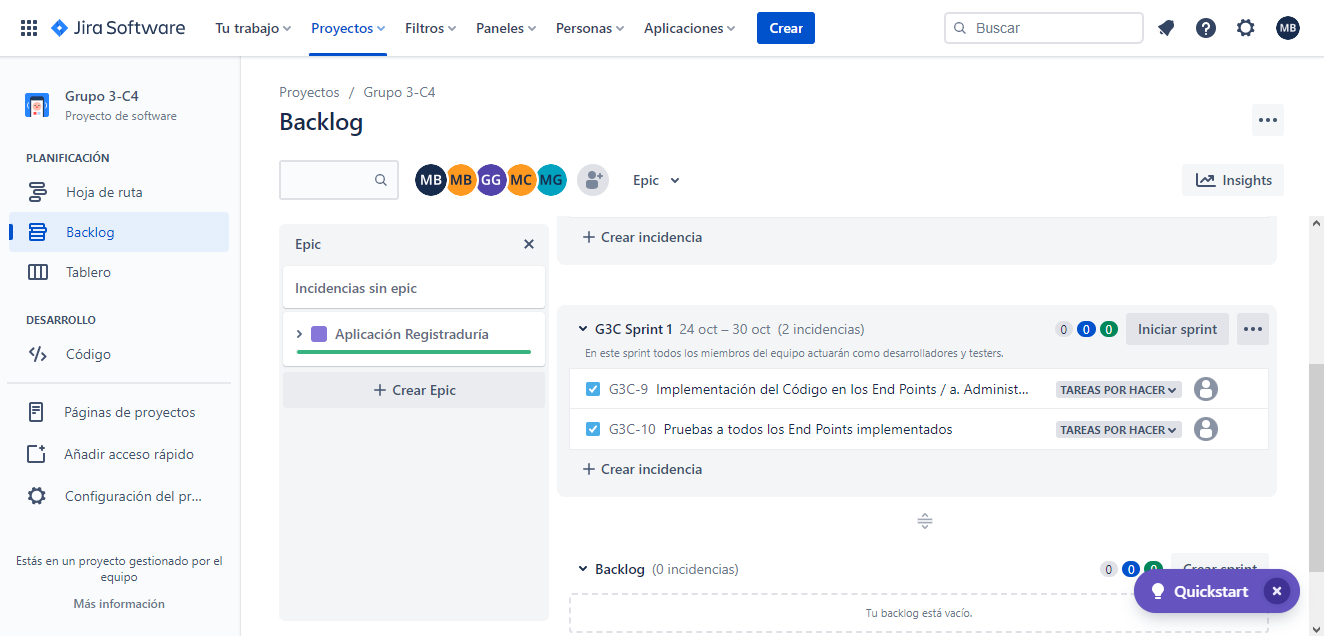 Jira Software
Tu trabajo
Proyectos
Filtros
Paneles
Personas
Aplicaciones
Crear
Buscar
MB
Grupo 3-C4
Proyecto de software
PLANIFICACIÓN
Hoja de ruta
Backlog
Tablero
DESARROLLO
Código
Páginas de proyectos
Añadir acceso rápido
Configuración del pr...
Estás en un proyecto gestionado por el
equipo
Más información
Proyectos / Grupo 3-C4
Backlog
MB MB GG MC MG
Epic
Insights
Epic
Incidencias sin epic
Aplicación Registraduría
Crear Epic
Crear incidencia
G3C Sprint 1 24 oct – 30 oct (2 incidencias)
0 0 0
Iniciar sprint
En este sprint todos los miembros del equipo actuarán como desarrolladores y testers.
G3C-9 Implementación del Código en los End Points / a. Administ... TAREAS POR HACER
G3C-10 Pruebas a todos los End Points implementados TAREAS POR HACER
Crear incidencia
Backlog (0 incidencias)
0 0 0
Crear sprint
Tu backlog está vacío.
Quickstart